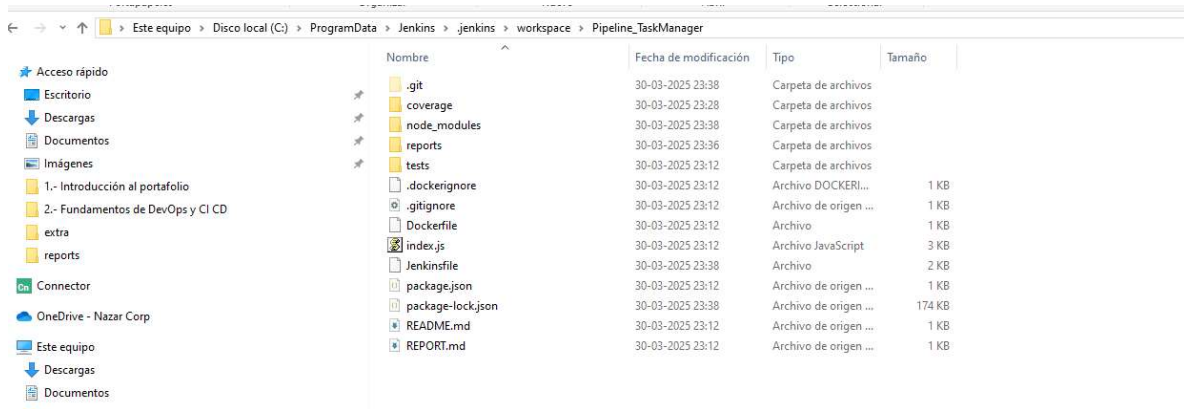 Este equipo > Disco local (C:) > ProgramData > Jenkins > .jenkins > workspace > Pipeline_TaskManager
Acceso rápido
Escritorio
Descargas
Documentos
Imágenes
1.- Introducción al portafolio
2.- Fundamentos de DevOps y CI CD
extra
reports
Cn Connector
OneDrive - Nazar Corp
Este equipo
Descargas
Documentos
Nombre Fecha de modificación Tipo Tamaño
.git 30-03-2025 23:38 Carpeta de archivos
coverage 30-03-2025 23:28 Carpeta de archivos
node_modules 30-03-2025 23:38 Carpeta de archivos
reports 30-03-2025 23:36 Carpeta de archivos
tests 30-03-2025 23:12 Carpeta de archivos
.dockerignore 30-03-2025 23:12 Archivo DOCKERI... 1 KB
.gitignore 30-03-2025 23:12 Archivo de origen ... 1 KB
Dockerfile 30-03-2025 23:12 Archivo 1 KB
index.js 30-03-2025 23:12 Archivo JavaScript 3 KB
Jenkinsfile 30-03-2025 23:38 Archivo 2 KB
package.json 30-03-2025 23:12 Archivo de origen ... 1 KB
package-lock.json 30-03-2025 23:38 Archivo de origen ... 174 KB
README.md 30-03-2025 23:12 Archivo de origen ... 1 KB
REPORT.md 30-03-2025 23:12 Archivo de origen ... 1 KB